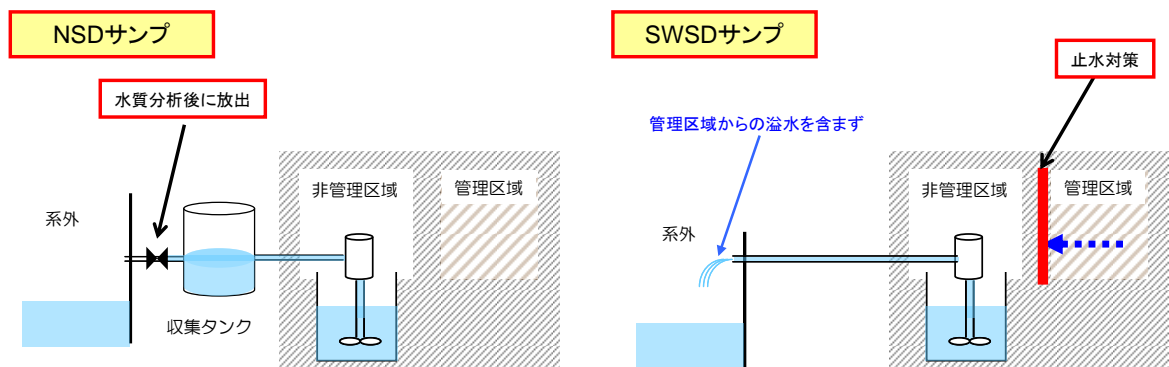 NSDサンプ
水質分析後に放出
系外
収集タンク
非管理区域
管理区域
SWSDサンプ
止水対策
管理区域からの溢水を含まず
系外
非管理区域
管理区域